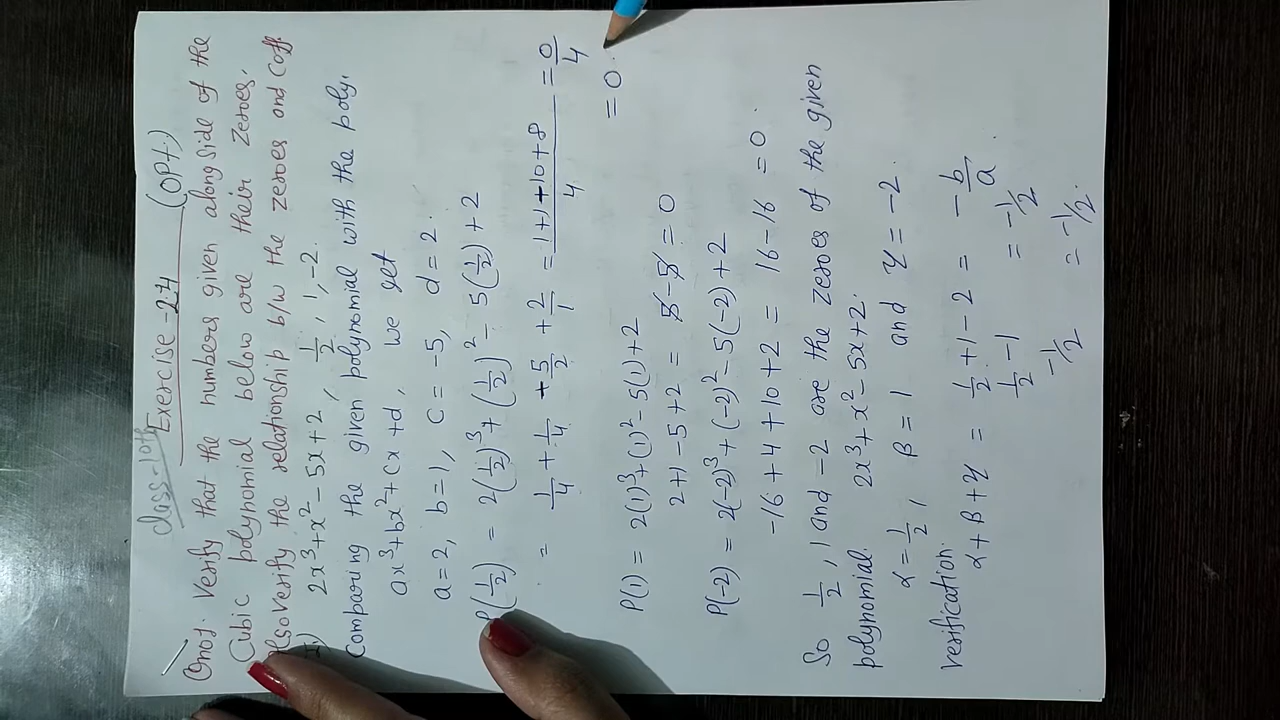 class-10th
Exercise-2.4 (OPt.)
Qno1. Verify that the numbers given along side of the
Cubic polynomial below are their zeroes.
Also verify the relationship b/w the zeroes and Coff.
I) 2x³+x²-5x+2, 1/2, 1, -2.
Comparing the given polynomial with the poly.
ax³+bx²+cx+d, we get
a=2, b=1, c=-5, d=2.
P(1/2) = 2(1/2)³+(1/2)²-5(1/2)+2
= 1/4 + 1/4 + 5/2 + 2/1 = 1+1+10+8/4 = 0/4
= 0.
P(1) = 2(1)³+(1)²-5(1)+2
2+1-5+2 = 5-5 = 0
P(-2) = 2(-2)³+(-2)²-5(-2)+2
-16+4+10+2 = 16-16 = 0.
So 1/2, 1 and -2 are the zeroes of the given
polynomial 2x³+x²-5x+2.
α=1/2, β=1 and γ=-2.
verification.
α+β+γ = 1/2+1-2 = -b/a
1/2-1 = -1/2
-1/2 = -1/2.